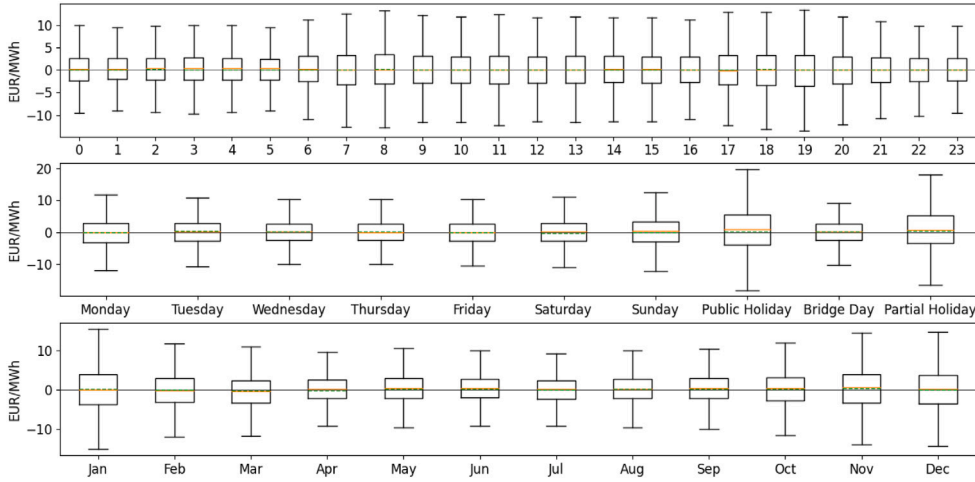 EUR/MWh
10
5
0
−5
−10
0 1 2 3 4 5 6 7 8 9 10 11 12 13 14 15 16 17 18 19 20 21 22 23
EUR/MWh
20
10
0
−10
Monday Tuesday Wednesday Thursday Friday Saturday Sunday Public Holiday Bridge Day Partial Holiday
EUR/MWh
10
0
−10
Jan Feb Mar Apr May Jun Jul Aug Sep Oct Nov Dec